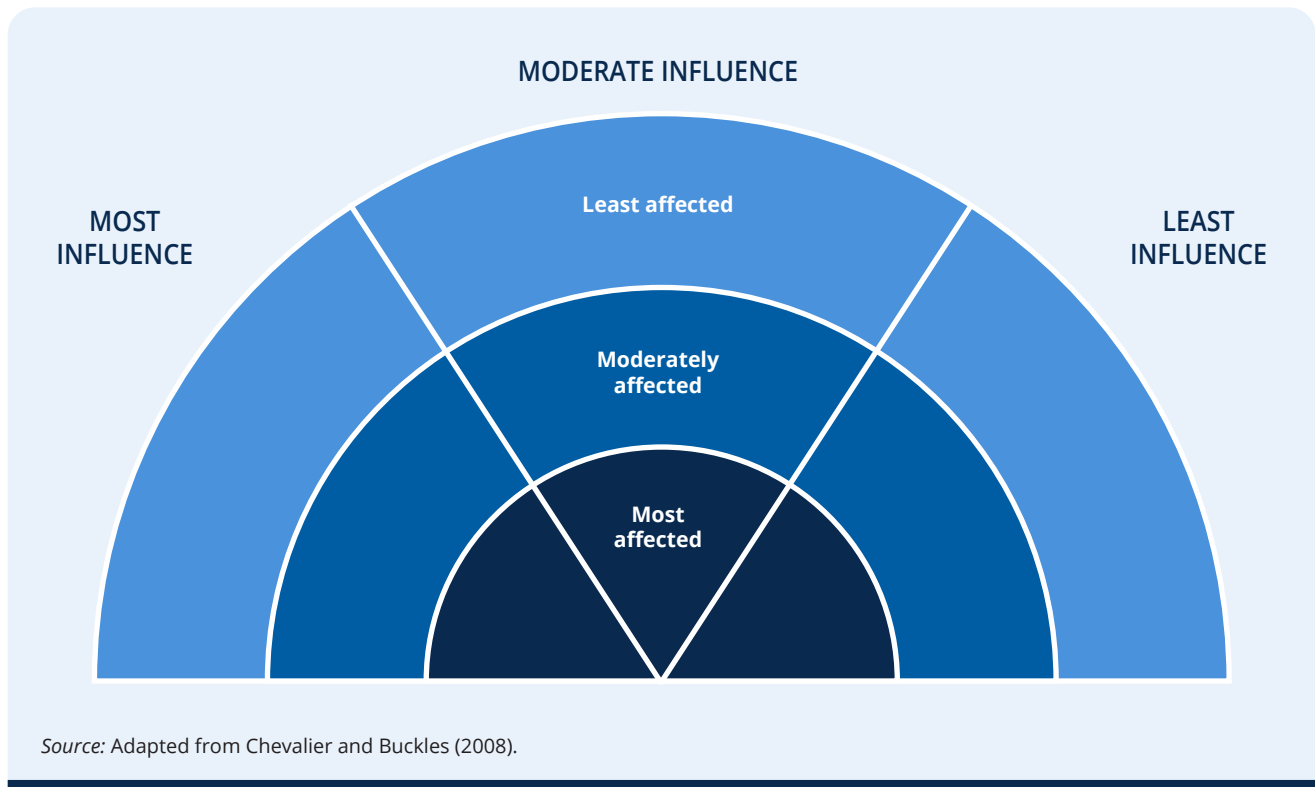 MODERATE INFLUENCE
MOST
INFLUENCE
LEAST
INFLUENCE
Least affected
Moderately
affected
Most
affected
Source: Adapted from Chevalier and Buckles (2008).